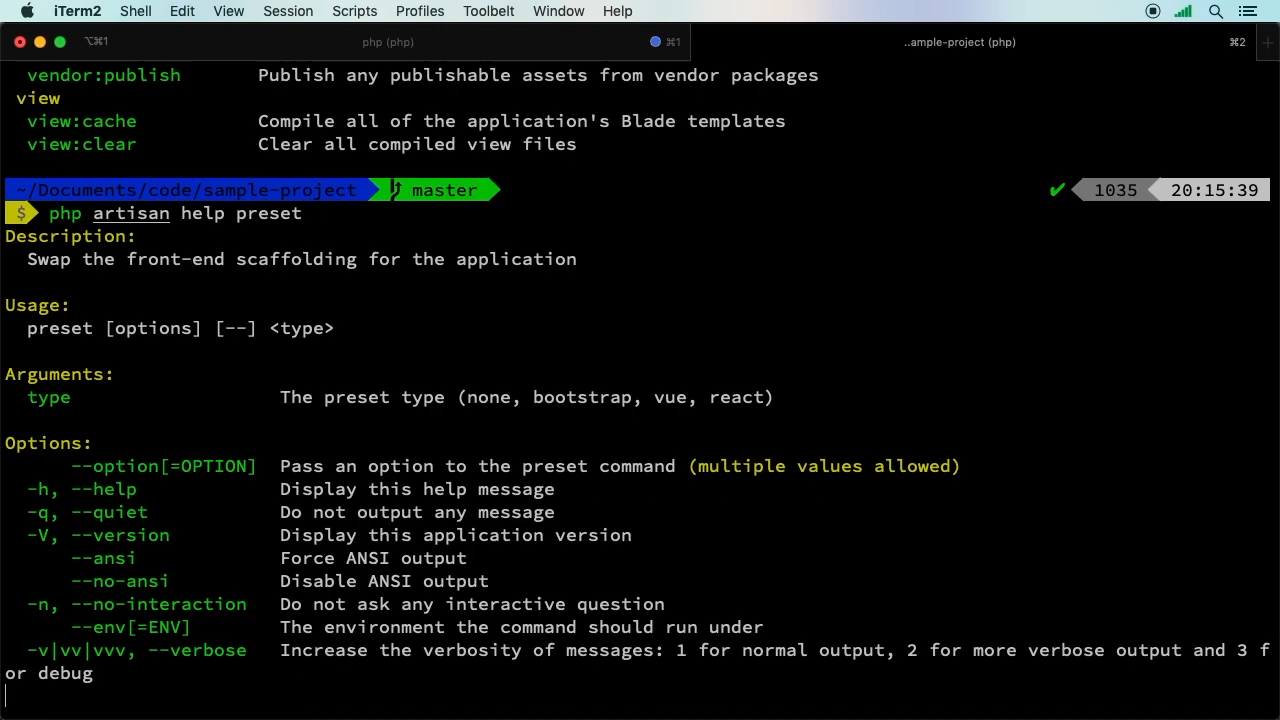 iTerm2 Shell Edit View Session Scripts Profiles Toolbelt Window Help
⌥⌘1 php (php) ⌘1 ..ample-project (php) ⌘2
vendor:publish Publish any publishable assets from vendor packages
view
view:cache Compile all of the application's Blade templates
view:clear Clear all compiled view files
~/Documents/code/sample-project master ✔ 1035 20:15:39
$ php artisan help preset
Description:
Swap the front-end scaffolding for the application
Usage:
preset [options] [--] <type>
Arguments:
type The preset type (none, bootstrap, vue, react)
Options:
--option[=OPTION] Pass an option to the preset command (multiple values allowed)
-h, --help Display this help message
-q, --quiet Do not output any message
-V, --version Display this application version
--ansi Force ANSI output
--no-ansi Disable ANSI output
-n, --no-interaction Do not ask any interactive question
--env[=ENV] The environment the command should run under
-v|vv|vvv, --verbose Increase the verbosity of messages: 1 for normal output, 2 for more verbose output and 3 f
or debug